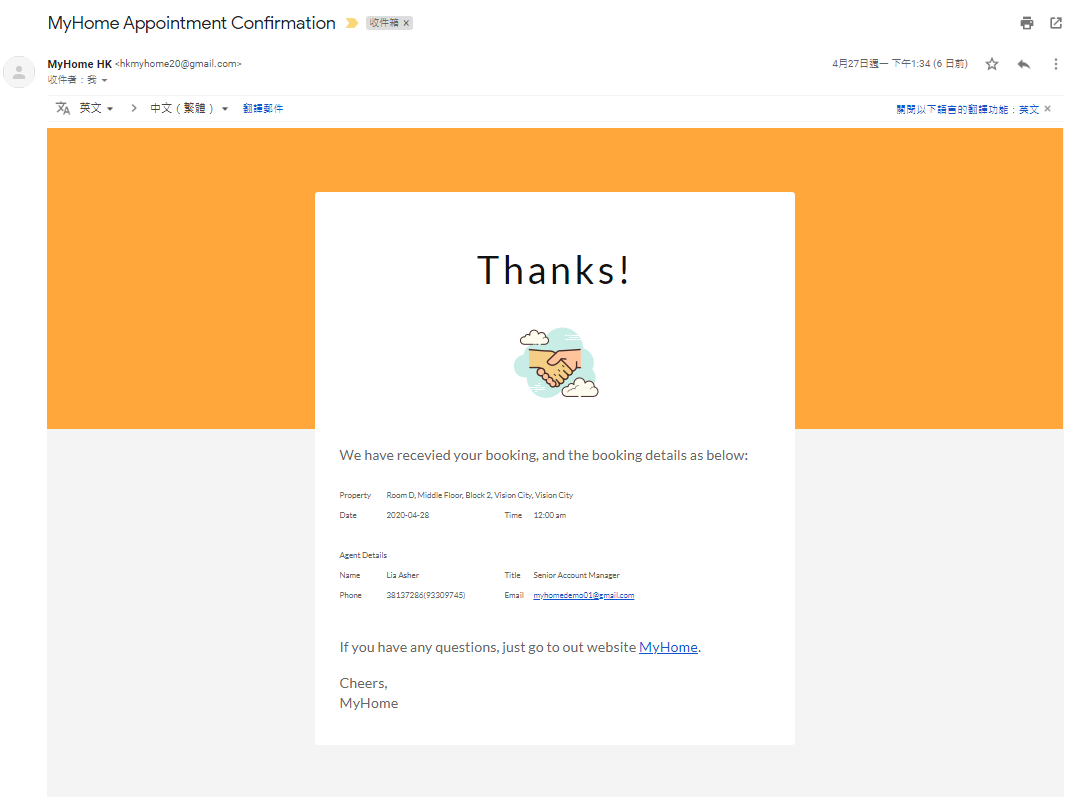 MyHome Appointment Confirmation 收件箱 ×
MyHome HK <hkmyhome20@gmail.com> 4月27日週一 下午1:34 (6 日前)
收件者：我
英文 > 中文（繁體） 翻譯郵件 關閉以下語言的翻譯功能：英文 ×
Thanks!
We have recevied your booking, and the booking details as below:
Property Room D, Middle Floor, Block 2, Vision City, Vision City
Date 2020-04-28 Time 12:00 am
Agent Details
Name Lia Asher Title Senior Account Manager
Phone 38137286(93309745) Email myhomedemo01@gmail.com
If you have any questions, just go to out website MyHome.
Cheers,
MyHome